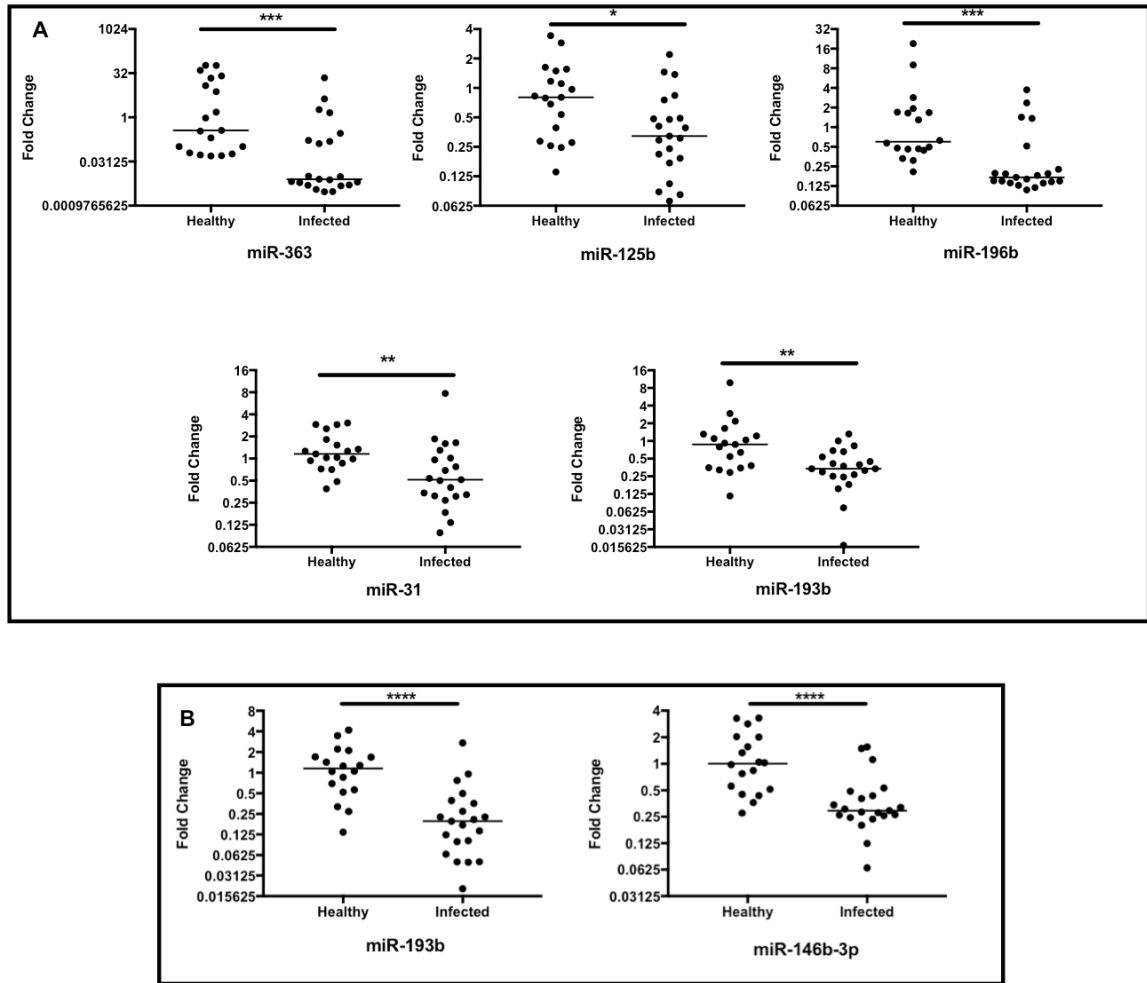 A
***
Fold Change
1024
32
1
0.03125
0.0009765625
Healthy Infected
miR-363
*
Fold Change
4
2
1
0.5
0.25
0.125
0.0625
Healthy Infected
miR-125b
***
Fold Change
32
16
8
4
2
1
0.5
0.25
0.125
0.0625
Healthy Infected
miR-196b
**
Fold Change
16
8
4
2
1
0.5
0.25
0.125
0.0625
Healthy Infected
miR-31
**
Fold Change
16
8
4
2
1
0.5
0.25
0.125
0.0625
0.03125
0.015625
Healthy Infected
miR-193b
B
****
Fold Change
8
4
2
1
0.5
0.25
0.125
0.0625
0.03125
0.015625
Healthy Infected
miR-193b
****
Fold Change
4
2
1
0.5
0.25
0.125
0.0625
0.03125
Healthy Infected
miR-146b-3p